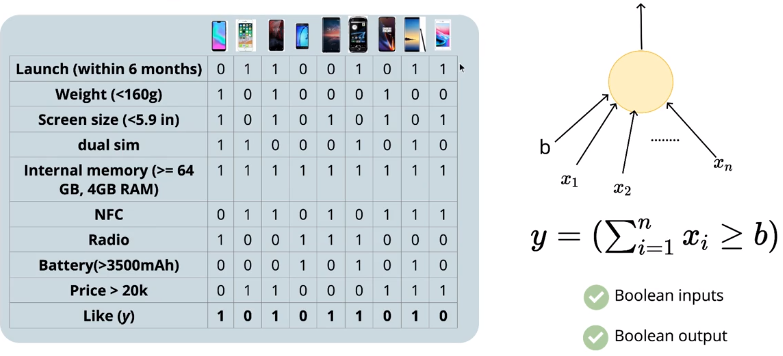 Launch (within 6 months) 0 1 1 0 0 1 0 1 1
Weight (<160g) 1 0 1 0 0 0 1 0 0
Screen size (<5.9 in) 1 0 1 0 1 0 1 0 1
dual sim 1 1 0 0 0 1 0 1 0
Internal memory (>= 64 1 1 1 1 1 1 1 1 1
GB, 4GB RAM)
NFC 0 1 1 0 1 0 1 1 1
Radio 1 0 0 1 1 1 0 0 0
Battery(>3500mAh) 0 0 0 1 0 1 0 1 0
Price > 20k 0 1 1 0 0 0 1 1 1
Like (y) 1 0 1 0 1 1 0 1 0
b
x₁
x₂
........
xₙ
y = (∑ⁿᵢ₌₁ xᵢ ≥ b)
Boolean inputs
Boolean output